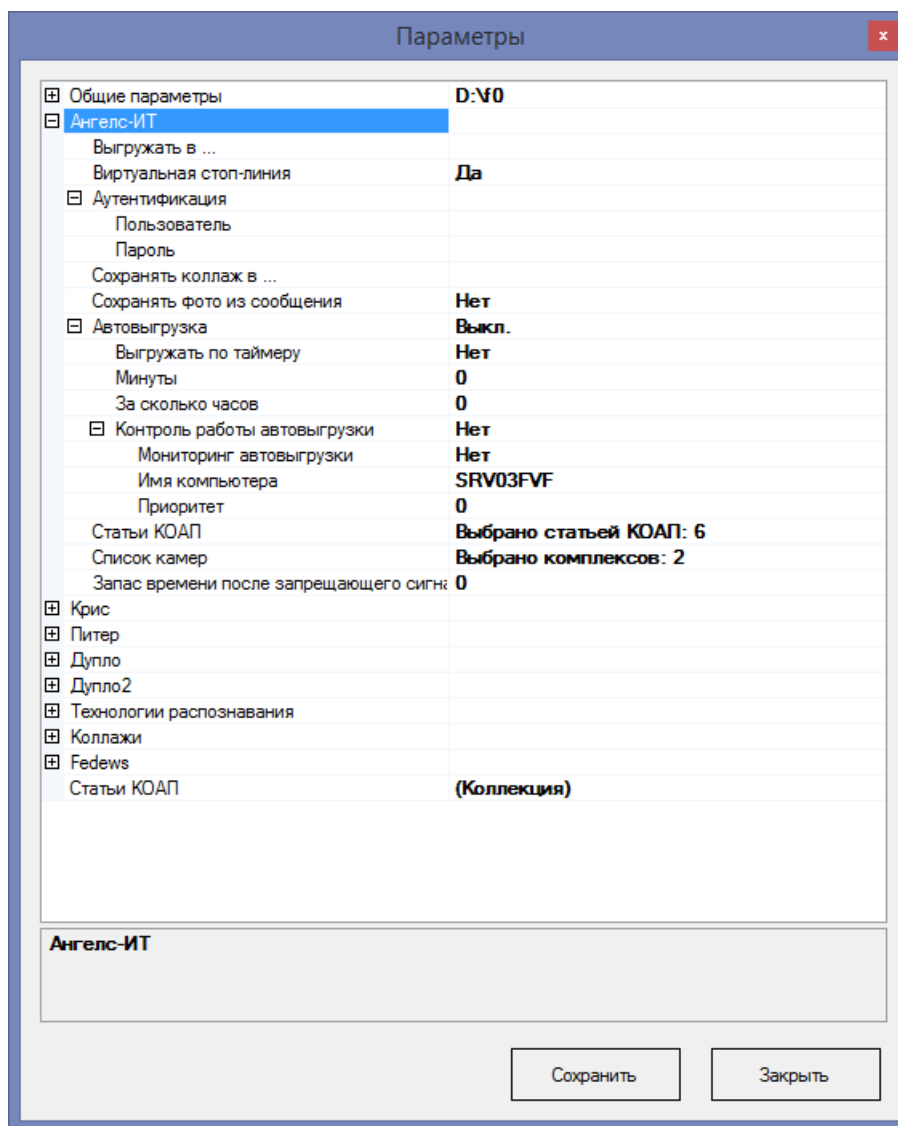 Параметры
x
Общие параметры D:\f0
Ангелс-ИТ
Выгружать в ...
Виртуальная стоп-линия Да
Аутентификация
Пользователь
Пароль
Сохранять коллаж в ...
Сохранять фото из сообщения Нет
Автовыгрузка Выкл.
Выгружать по таймеру Нет
Минуты 0
За сколько часов 0
Контроль работы автовыгрузки Нет
Мониторинг автовыгрузки Нет
Имя компьютера SRV03FVF
Приоритет 0
Статьи КОАП Выбрано статьей КОАП: 6
Список камер Выбрано комплексов: 2
Запас времени после запрещающего сигна 0
Крис
Питер
Дупло
Дупло2
Технологии распознавания
Коллажи
Fedews
Статьи КОАП (Коллекция)
Ангелс-ИТ
Сохранить Закрыть